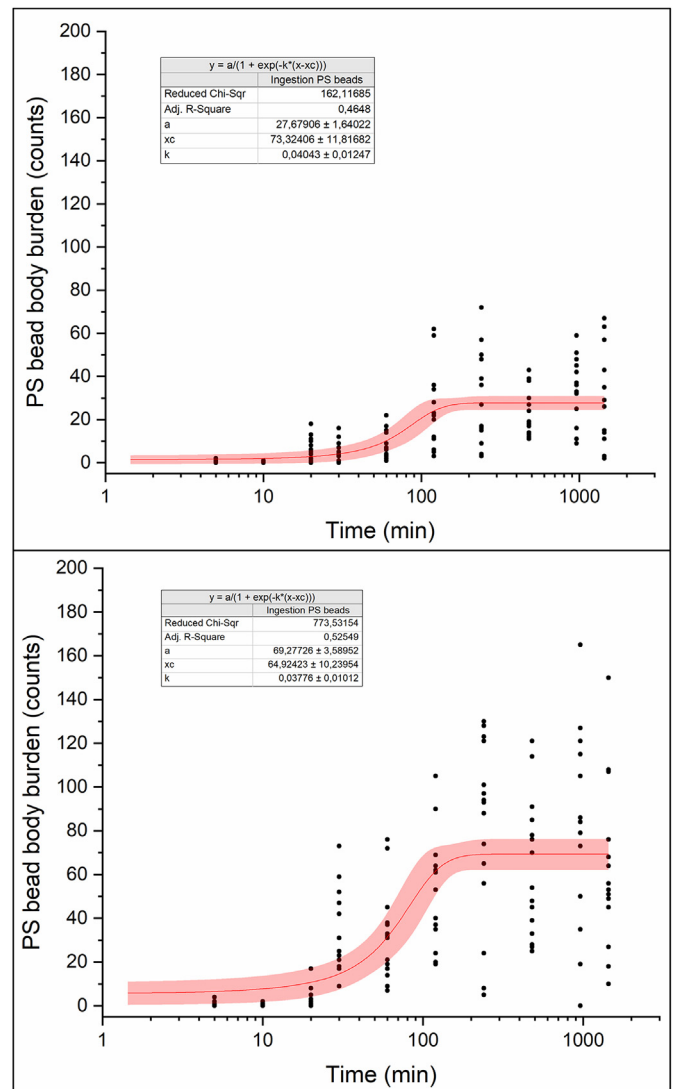 200
180
160
140
120
100
80
60
40
20
0
PS bead body burden (counts)
y = a/(1 + exp(-k*(x-xc)))
Ingestion PS beads
Reduced Chi-Sqr 162,11685
Adj. R-Square 0,4648
a 27,67906 ± 1,64022
xc 73,32406 ± 11,81682
k 0,04043 ± 0,01247
1 10 100 1000
Time (min)
200
180
160
140
120
100
80
60
40
20
0
PS bead body burden (counts)
y = a/(1 + exp(-k*(x-xc)))
Ingestion PS beads
Reduced Chi-Sqr 773,53154
Adj. R-Square 0,52549
a 69,27726 ± 3,58952
xc 64,92423 ± 10,23954
k 0,03776 ± 0,01012
1 10 100 1000
Time (min)